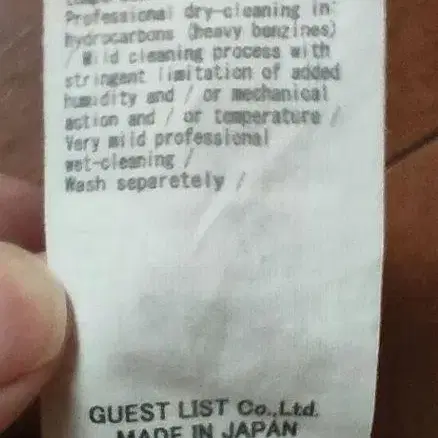 Professional dry-cleaning in
hydrocarbons (heavy benzines)
/ Mild cleaning process with
stringent limitation of added
humidity and / or mechanical
action and / or temperature /
Very mild professional
wet-cleaning /
Wash separetely /
GUEST LIST Co.,Ltd.
MADE IN JAPAN